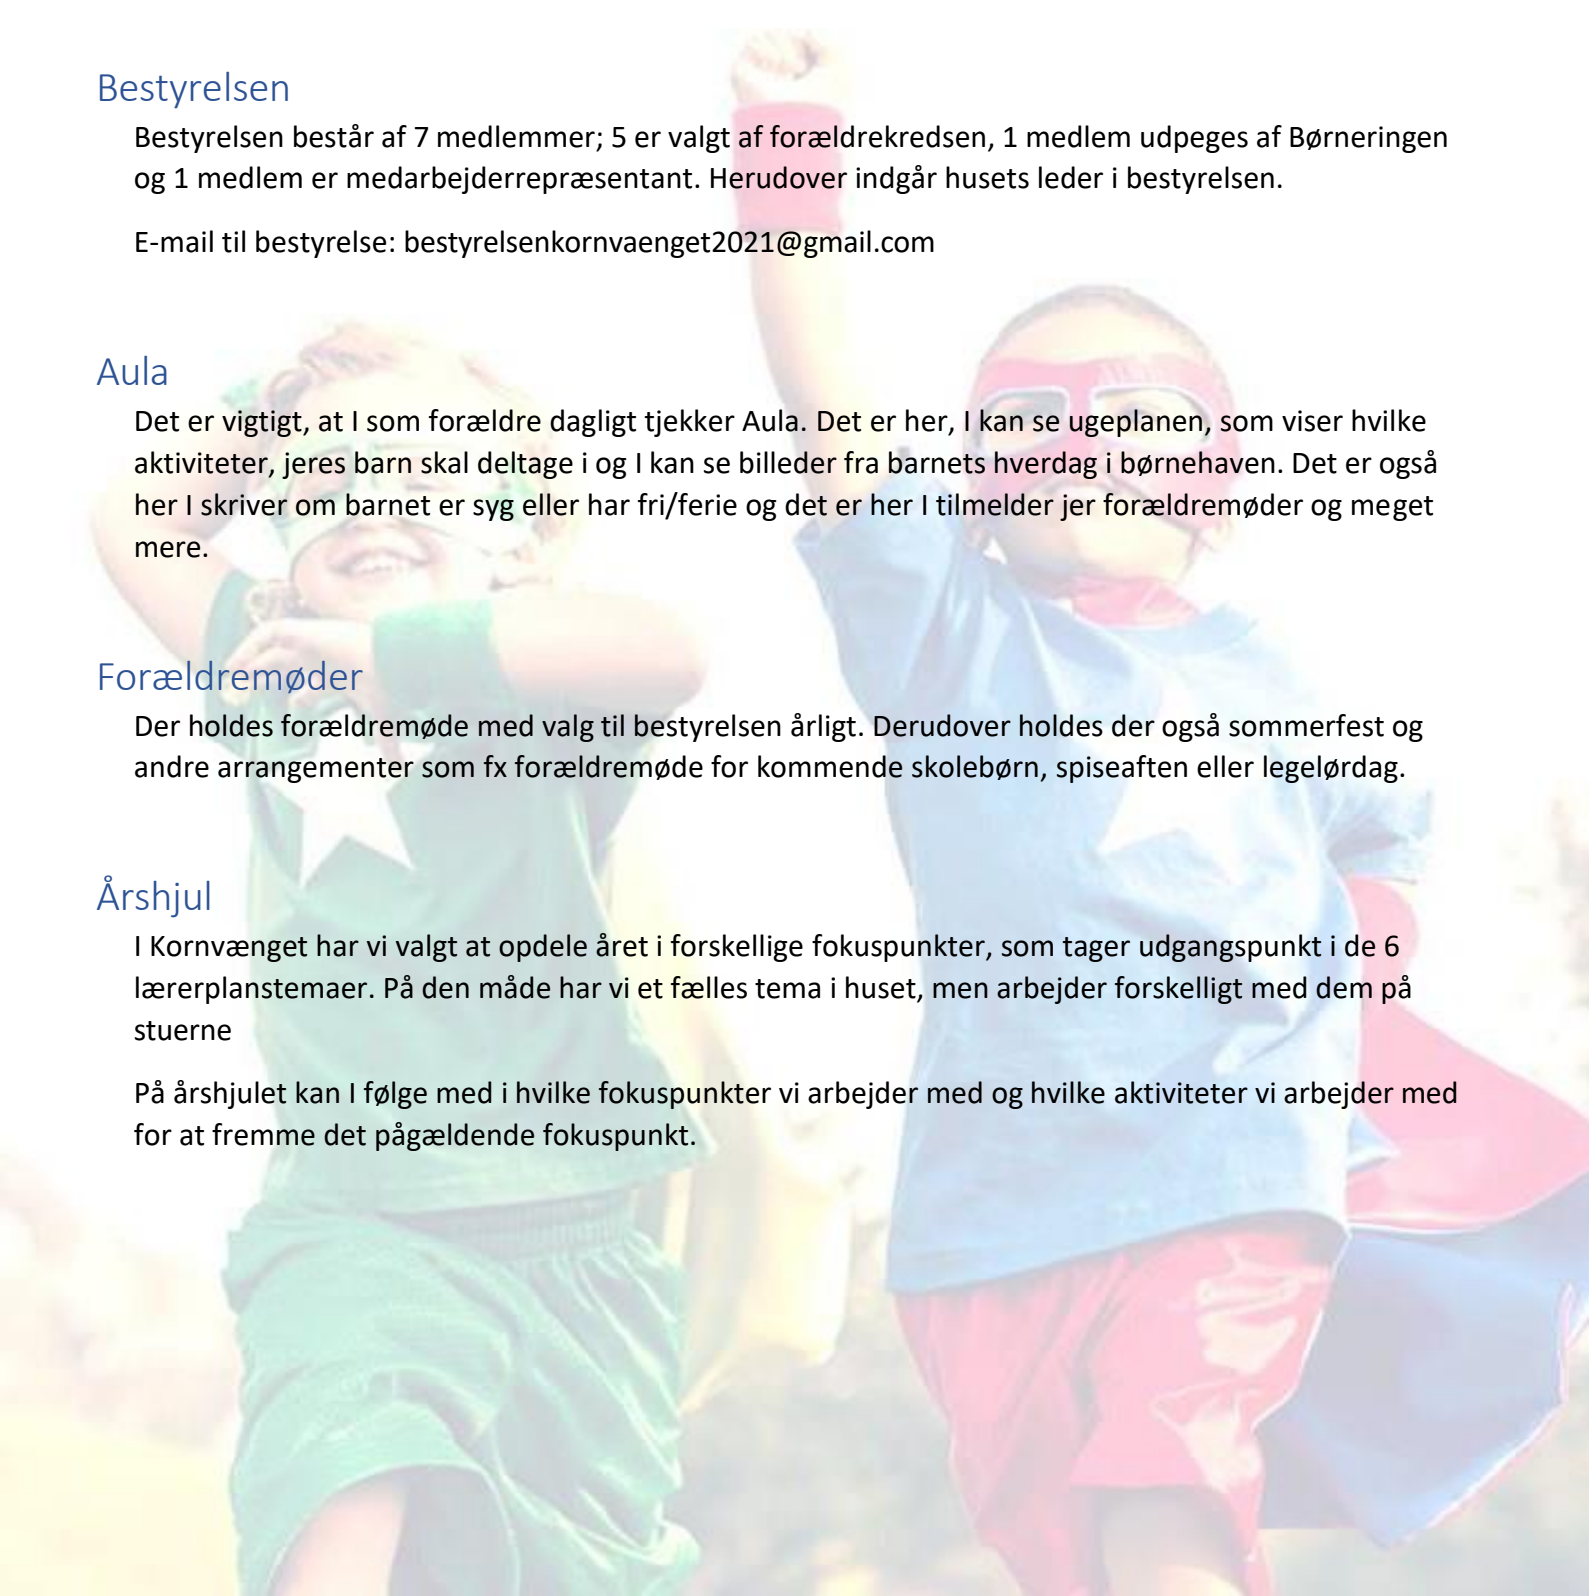 Bestyrelsen
Bestyrelsen består af 7 medlemmer; 5 er valgt af forældrekredsen, 1 medlem udpeges af Børneringen
og 1 medlem er medarbejderrepræsentant. Herudover indgår husets leder i bestyrelsen.
E-mail til bestyrelse: bestyrelsenkornvaenget2021@gmail.com
Aula
Det er vigtigt, at I som forældre dagligt tjekker Aula. Det er her, I kan se ugeplanen, som viser hvilke
aktiviteter, jeres barn skal deltage i og I kan se billeder fra barnets hverdag i børnehaven. Det er også
her I skriver om barnet er syg eller har fri/ferie og det er her I tilmelder jer forældremøder og meget
mere.
Forældremøder
Der holdes forældremøde med valg til bestyrelsen årligt. Derudover holdes der også sommerfest og
andre arrangementer som fx forældremøde for kommende skolebørn, spiseaften eller legelørdag.
Årshjul
I Kornvænget har vi valgt at opdele året i forskellige fokuspunkter, som tager udgangspunkt i de 6
lærerplanstemaer. På den måde har vi et fælles tema i huset, men arbejder forskelligt med dem på
stuerne
På årshjulet kan I følge med i hvilke fokuspunkter vi arbejder med og hvilke aktiviteter vi arbejder med
for at fremme det pågældende fokuspunkt.